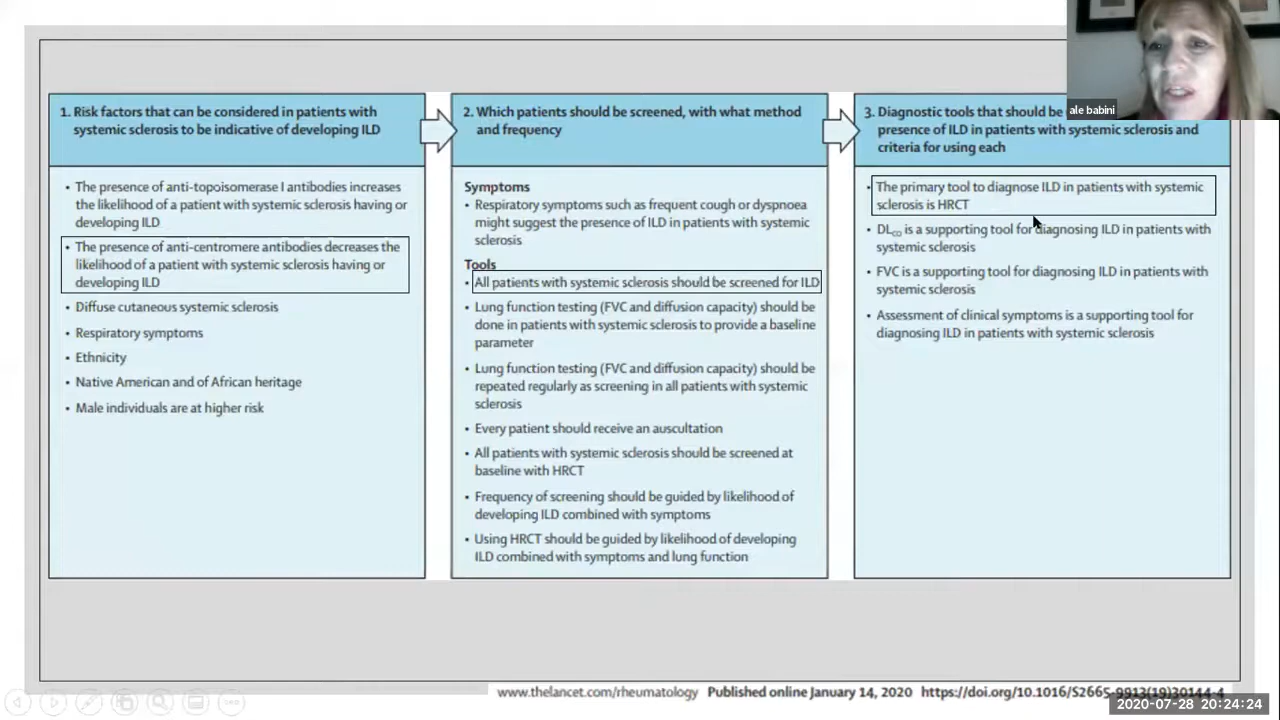 ale babini
1. Risk factors that can be considered in patients with
systemic sclerosis to be indicative of developing ILD
• The presence of anti-topoisomerase I antibodies increases
the likelihood of a patient with systemic sclerosis having or
developing ILD
• The presence of anti-centromere antibodies decreases the
likelihood of a patient with systemic sclerosis having or
developing ILD
• Diffuse cutaneous systemic sclerosis
• Respiratory symptoms
• Ethnicity
• Native American and of African heritage
• Male individuals are at higher risk
2. Which patients should be screened, with what method
and frequency
Symptoms
• Respiratory symptoms such as frequent cough or dyspnoea
might suggest the presence of ILD in patients with systemic
sclerosis
Tools
• All patients with systemic sclerosis should be screened for ILD
• Lung function testing (FVC and diffusion capacity) should be
done in patients with systemic sclerosis to provide a baseline
parameter
• Lung function testing (FVC and diffusion capacity) should be
repeated regularly as screening in all patients with systemic
sclerosis
• Every patient should receive an auscultation
• All patients with systemic sclerosis should be screened at
baseline with HRCT
• Frequency of screening should be guided by likelihood of
developing ILD combined with symptoms
• Using HRCT should be guided by likelihood of developing
ILD combined with symptoms and lung function
3. Diagnostic tools that should be
presence of ILD in patients with systemic sclerosis and
criteria for using each
• The primary tool to diagnose ILD in patients with systemic
sclerosis is HRCT
• DLCO is a supporting tool for diagnosing ILD in patients with
systemic sclerosis
• FVC is a supporting tool for diagnosing ILD in patients with
systemic sclerosis
• Assessment of clinical symptoms is a supporting tool for
diagnosing ILD in patients with systemic sclerosis
www.thelancet.com/rheumatology Published online January 14, 2020 https://doi.org/10.1016/S2665-9913(19)30144-4
2020-07-28 20:24:24